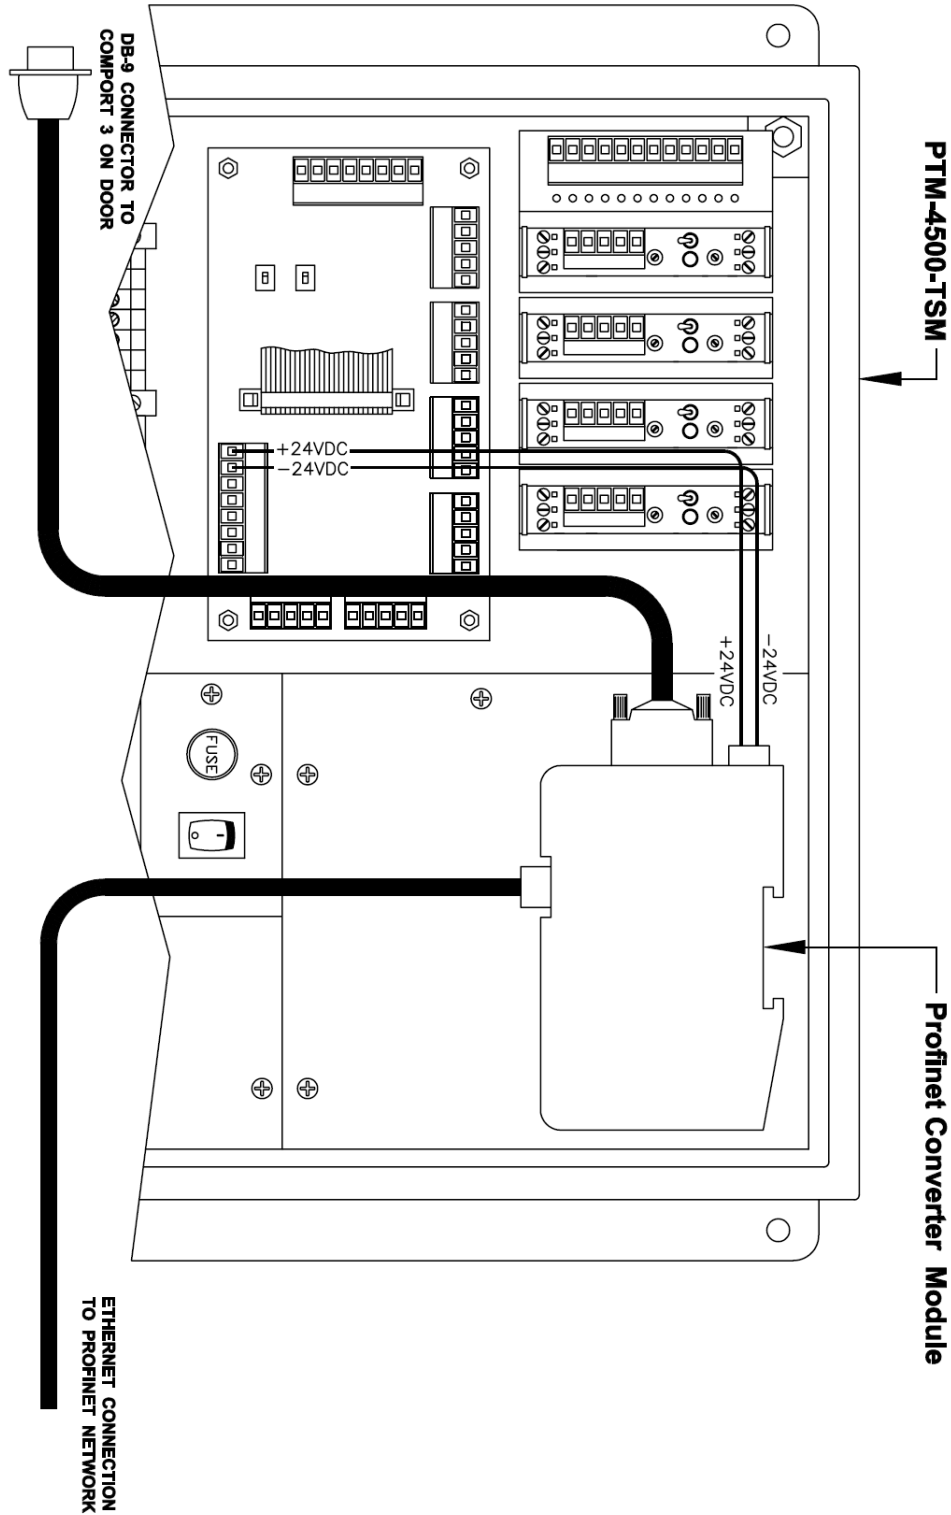 PTM-4500-TSM
DB-9 CONNECTOR TO
COMPORT 3 ON DOOR
+24VDC
-24VDC
-24VDC
+24VDC
FUSE
Profinet Converter Module
ETHERNET CONNECTION
TO PROFINET NETWORK